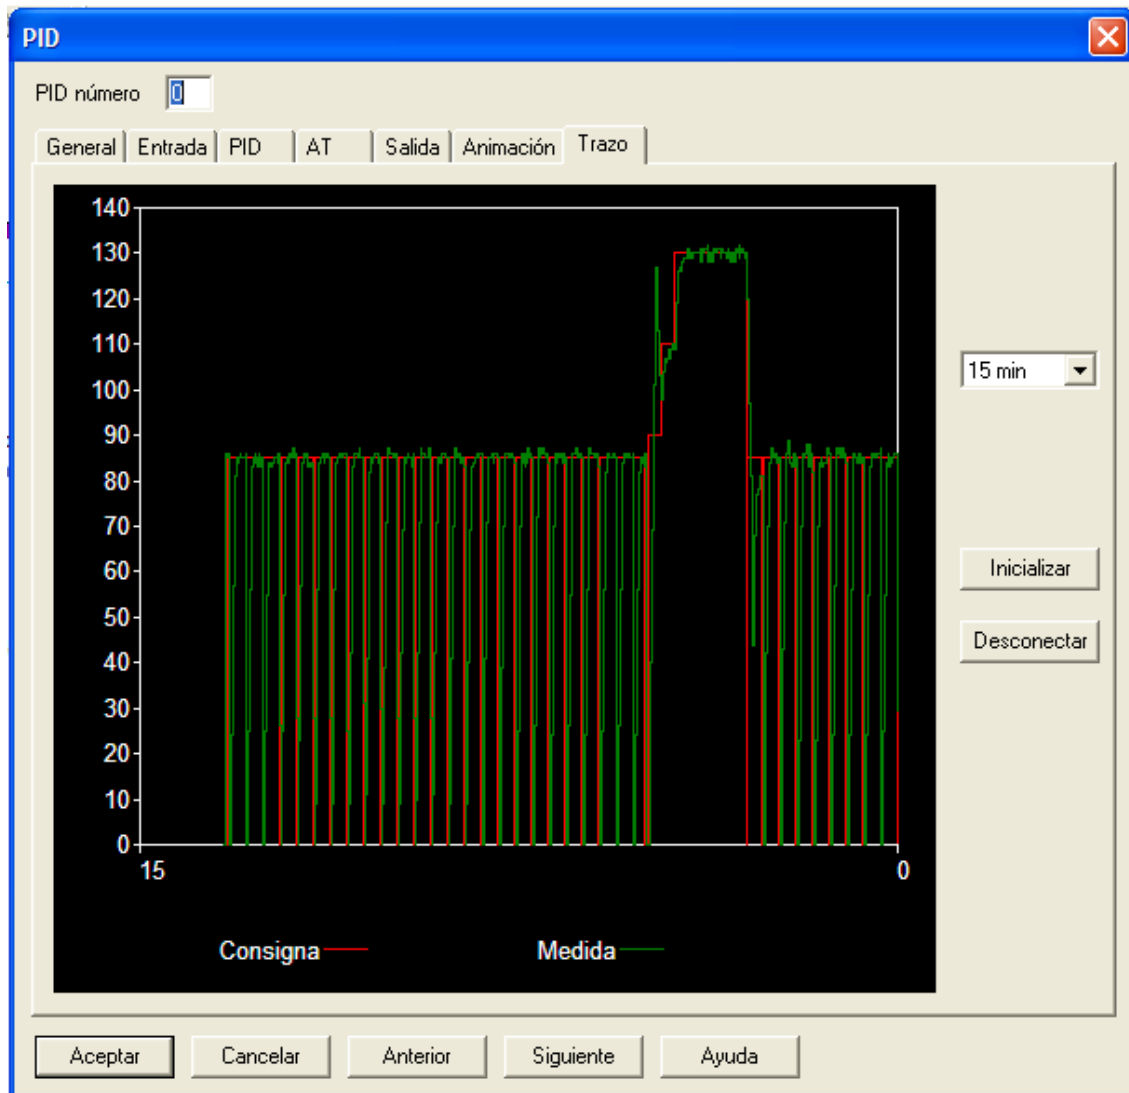 PID
PID número 0
General Entrada PID AT Salida Animación Trazo
140
130
120
110
100
90
80
70
60
50
40
30
20
10
0
15 0
Consigna Medida
15 min
Inicializar
Desconectar
Aceptar Cancelar Anterior Siguiente Ayuda